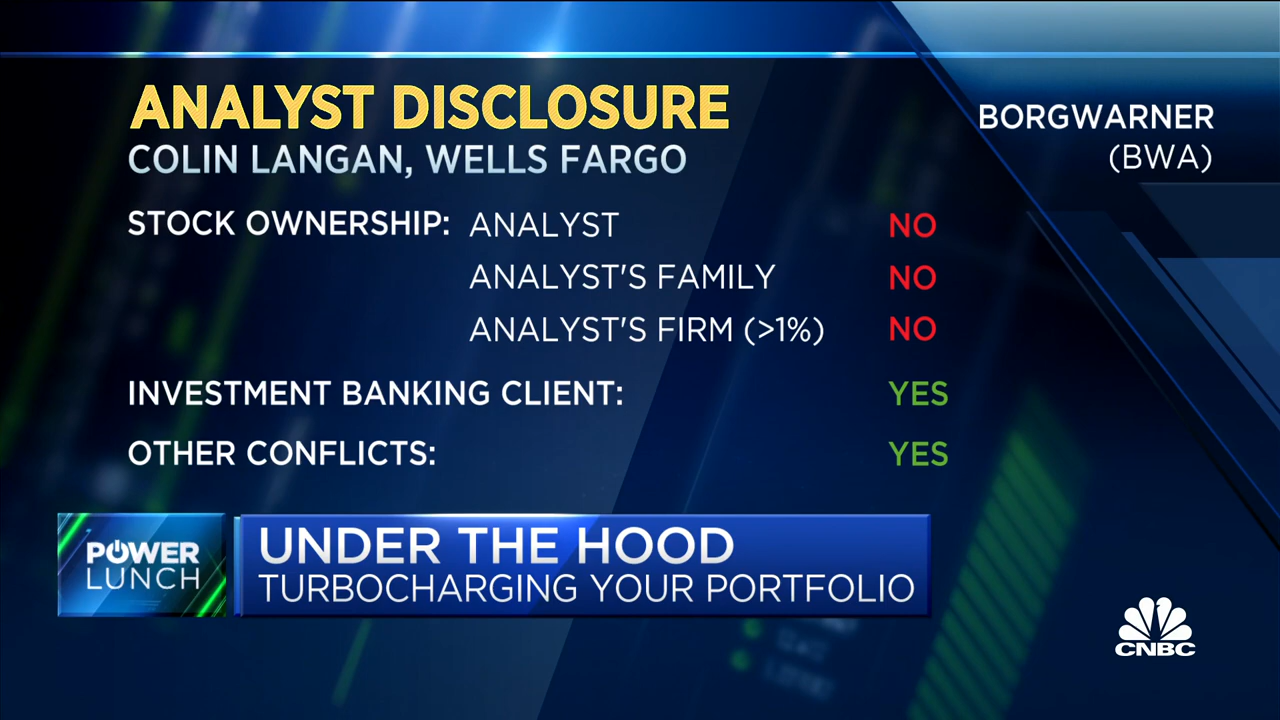 ANALYST DISCLOSURE
COLIN LANGAN, WELLS FARGO
BORGWARNER
(BWA)
STOCK OWNERSHIP: ANALYST NO
ANALYST'S FAMILY NO
ANALYST'S FIRM (>1%) NO
INVESTMENT BANKING CLIENT: YES
OTHER CONFLICTS: YES
POWER
LUNCH
UNDER THE HOOD
TURBOCHARGING YOUR PORTFOLIO
CNBC